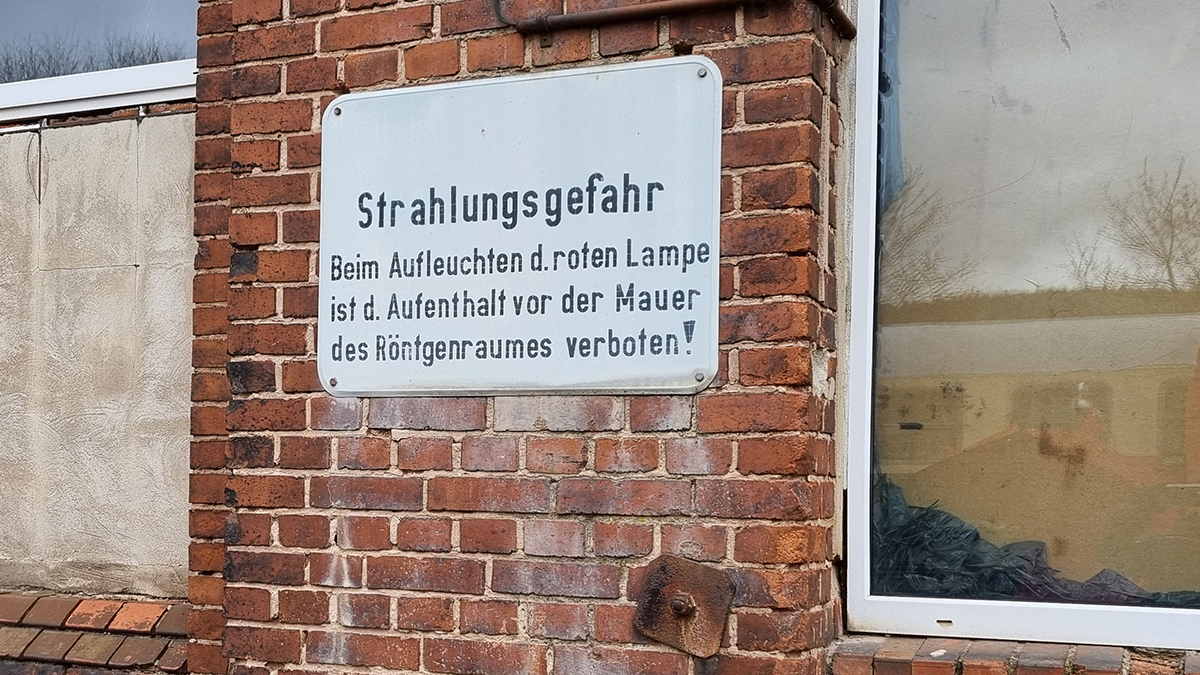 Strahlungsgefahr
Beim Aufleuchten d. roten Lampe
ist d. Aufenthalt vor der Mauer
des Röntgenraumes verboten!